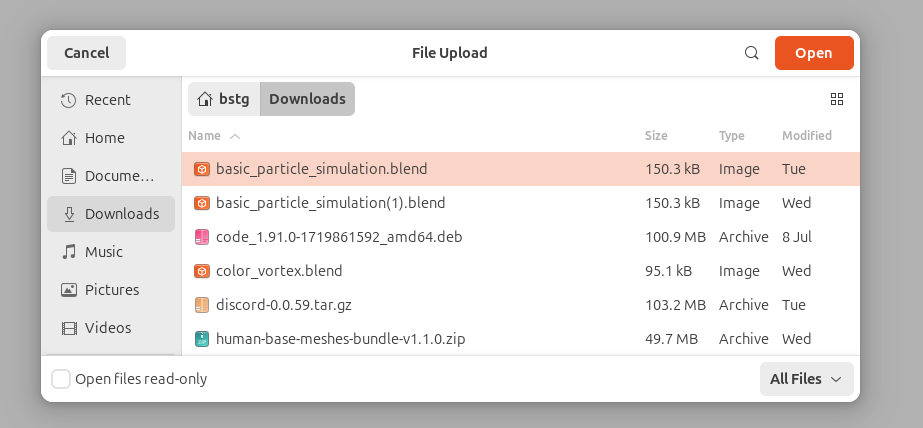 Cancel File Upload Open
Recent
Home
Docume...
Downloads
Music
Pictures
Videos
bstg Downloads
Name Size Type Modified
basic_particle_simulation.blend 150.3 kB Image Tue
basic_particle_simulation(1).blend 150.3 kB Image Wed
code_1.91.0-1719861592_amd64.deb 100.9 MB Archive 8 Jul
color_vortex.blend 95.1 kB Image Wed
discord-0.0.59.tar.gz 103.2 MB Archive Tue
human-base-meshes-bundle-v1.1.0.zip 49.7 MB Archive Wed
Open files read-only All Files